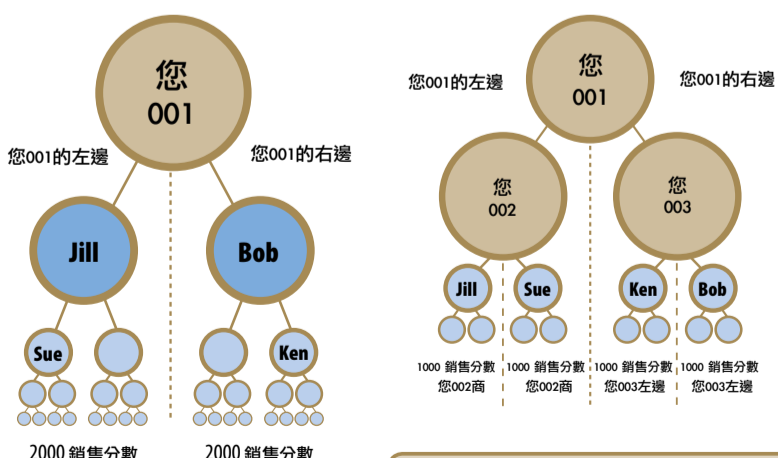 您
001
您001的左邊
您001的右邊
Jill
Bob
Sue
Ken
2000 銷售分數
2000 銷售分數
您
001
您001的左邊
您001的右邊
您
002
您
003
Jill
Sue
Ken
Bob
1000 銷售分數
您002商
1000 銷售分數
您002商
1000 銷售分數
您003左邊
1000 銷售分數
您003左邊